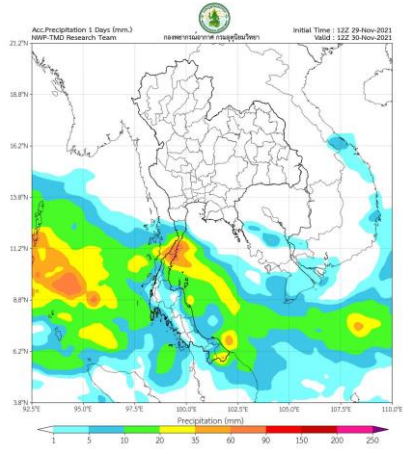 Acc.Precipitation 1 Days (mm.)
NWP-TMD Research Team
กองพยากรณ์อากาศ กรมอุตุนิยมวิทยา
Initial Time : 12Z 29-Nov-2021
Valid : 12Z 30-Nov-2021
21.2°N
18.8°N
16.2°N
13.8°N
11.2°N
8.8°N
6.2°N
3.8°N
92.5°E 95.0°E 97.5°E 100.0°E 102.5°E 105.0°E 107.5°E 110.0°E
Precipitation (mm)
1 5 10 20 35 60 90 150 200 250